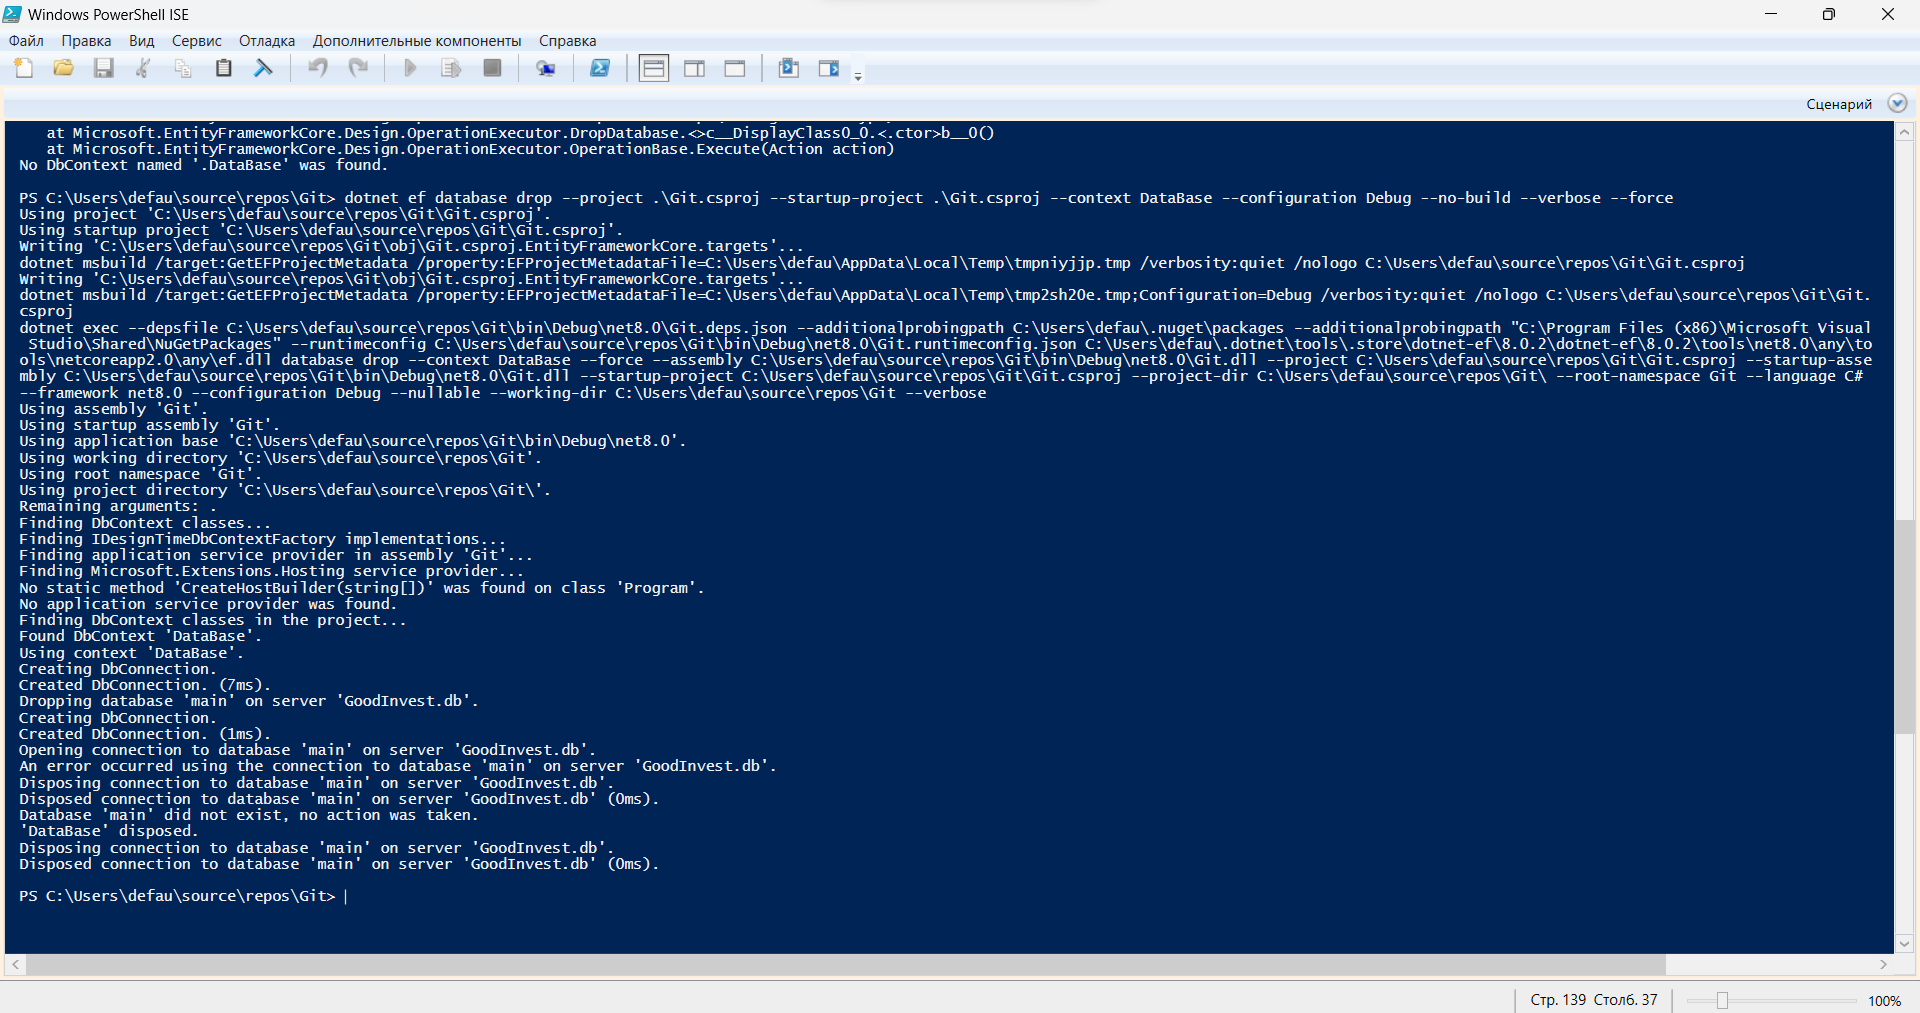 Windows PowerShell ISE
Файл Правка Вид Сервис Отладка Дополнительные компоненты Справка
Сценарий
at Microsoft.EntityFrameworkCore.Design.OperationExecutor.DropDatabase.<>c__DisplayClass0_0.<.ctor>b__0()
at Microsoft.EntityFrameworkCore.Design.OperationExecutor.OperationBase.Execute(Action action)
No DbContext named '.DataBase' was found.
PS C:\Users\defau\source\repos\Git> dotnet ef database drop --project .\Git.csproj --startup-project .\Git.csproj --context DataBase --configuration Debug --no-build --verbose --force
Using project 'C:\Users\defau\source\repos\Git\Git.csproj'.
Using startup project 'C:\Users\defau\source\repos\Git\Git.csproj'.
Writing 'C:\Users\defau\source\repos\Git\obj\Git.csproj.EntityFrameworkCore.targets'...
dotnet msbuild /target:GetEFProjectMetadata /property:EFProjectMetadataFile=C:\Users\defau\AppData\Local\Temp\tmpniyjjp.tmp /verbosity:quiet /nologo C:\Users\defau\source\repos\Git\Git.csproj
Writing 'C:\Users\defau\source\repos\Git\obj\Git.csproj.EntityFrameworkCore.targets'...
dotnet msbuild /target:GetEFProjectMetadata /property:EFProjectMetadataFile=C:\Users\defau\AppData\Local\Temp\tmp2sh20e.tmp;Configuration=Debug /verbosity:quiet /nologo C:\Users\defau\source\repos\Git\Git.
csproj
dotnet exec --depsfile C:\Users\defau\source\repos\Git\bin\Debug\net8.0\Git.deps.json --additionalprobingpath C:\Users\defau\.nuget\packages --additionalprobingpath "C:\Program Files (x86)\Microsoft Visual
Studio\Shared\NuGetPackages" --runtimeconfig C:\Users\defau\source\repos\Git\bin\Debug\net8.0\Git.runtimeconfig.json C:\Users\defau\.dotnet\tools\.store\dotnet-ef\8.0.2\dotnet-ef\8.0.2\tools\net8.0\any\to
ols\netcoreapp2.0\any\ef.dll database drop --context DataBase --force --assembly C:\Users\defau\source\repos\Git\bin\Debug\net8.0\Git.dll --project C:\Users\defau\source\repos\Git\Git.csproj --startup-asse
mbly C:\Users\defau\source\repos\Git\bin\Debug\net8.0\Git.dll --startup-project C:\Users\defau\source\repos\Git\Git.csproj --project-dir C:\Users\defau\source\repos\Git\ --root-namespace Git --language C#
--framework net8.0 --configuration Debug --nullable --working-dir C:\Users\defau\source\repos\Git --verbose
Using assembly 'Git'.
Using startup assembly 'Git'.
Using application base 'C:\Users\defau\source\repos\Git\bin\Debug\net8.0'.
Using working directory 'C:\Users\defau\source\repos\Git'.
Using root namespace 'Git'.
Using project directory 'C:\Users\defau\source\repos\Git\'.
Remaining arguments: .
Finding DbContext classes...
Finding IDesignTimeDbContextFactory implementations...
Finding application service provider in assembly 'Git'...
Finding Microsoft.Extensions.Hosting service provider...
No static method 'CreateHostBuilder(string[])' was found on class 'Program'.
No application service provider was found.
Finding DbContext classes in the project...
Found DbContext 'DataBase'.
Using context 'DataBase'.
Creating DbConnection.
Created DbConnection. (7ms).
Dropping database 'main' on server 'GoodInvest.db'.
Creating DbConnection.
Created DbConnection. (1ms).
Opening connection to database 'main' on server 'GoodInvest.db'.
An error occurred using the connection to database 'main' on server 'GoodInvest.db'.
Disposing connection to database 'main' on server 'GoodInvest.db'.
Disposed connection to database 'main' on server 'GoodInvest.db' (0ms).
Database 'main' did not exist, no action was taken.
'DataBase' disposed.
Disposing connection to database 'main' on server 'GoodInvest.db'.
Disposed connection to database 'main' on server 'GoodInvest.db' (0ms).
PS C:\Users\defau\source\repos\Git>
Стр. 139 Столб. 37 100%